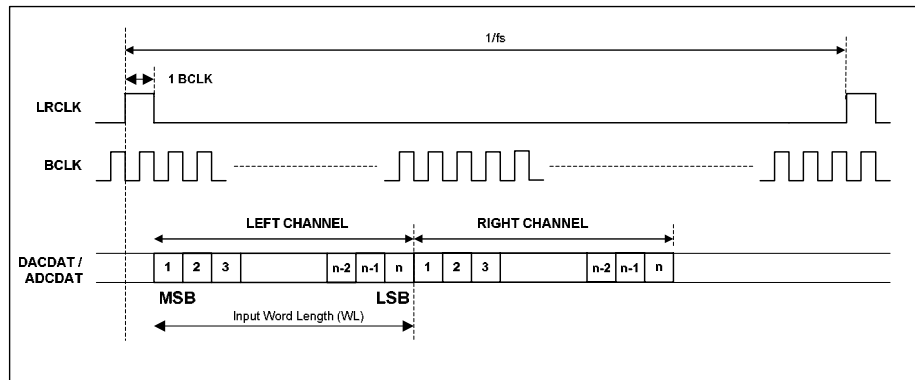 1/fs
1 BCLK
LRCLK
BCLK
LEFT CHANNEL
RIGHT CHANNEL
DACDAT /
ADCDAT
1 2 3 n-2 n-1 n 1 2 3 n-2 n-1 n
MSB LSB
Input Word Length (WL)